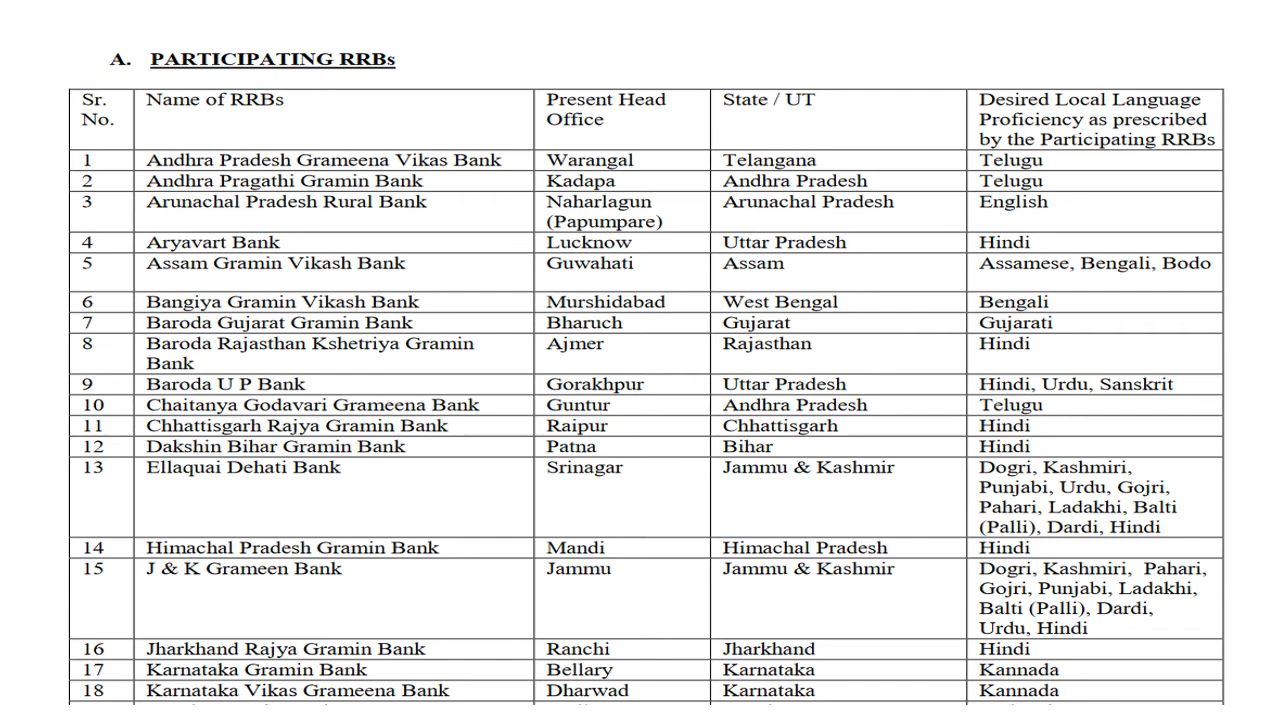 A. PARTICIPATING RRBs
Sr. No. Name of RRBs Present Head Office State / UT Desired Local Language Proficiency as prescribed by the Participating RRBs
1 Andhra Pradesh Grameena Vikas Bank Warangal Telangana Telugu
2 Andhra Pragathi Gramin Bank Kadapa Andhra Pradesh Telugu
3 Arunachal Pradesh Rural Bank Naharlagun (Papumpare) Arunachal Pradesh English
4 Aryavart Bank Lucknow Uttar Pradesh Hindi
5 Assam Gramin Vikash Bank Guwahati Assam Assamese, Bengali, Bodo
6 Bangiya Gramin Vikash Bank Murshidabad West Bengal Bengali
7 Baroda Gujarat Gramin Bank Bharuch Gujarat Gujarati
8 Baroda Rajasthan Kshetriya Gramin Bank Ajmer Rajasthan Hindi
9 Baroda U P Bank Gorakhpur Uttar Pradesh Hindi, Urdu, Sanskrit
10 Chaitanya Godavari Grameena Bank Guntur Andhra Pradesh Telugu
11 Chhattisgarh Rajya Gramin Bank Raipur Chhattisgarh Hindi
12 Dakshin Bihar Gramin Bank Patna Bihar Hindi
13 Ellaquai Dehati Bank Srinagar Jammu & Kashmir Dogri, Kashmiri, Punjabi, Urdu, Gojri, Pahari, Ladakhi, Balti (Palli), Dardi, Hindi
14 Himachal Pradesh Gramin Bank Mandi Himachal Pradesh Hindi
15 J & K Grameen Bank Jammu Jammu & Kashmir Dogri, Kashmiri, Pahari, Gojri, Punjabi, Ladakhi, Balti (Palli), Dardi, Urdu, Hindi
16 Jharkhand Rajya Gramin Bank Ranchi Jharkhand Hindi
17 Karnataka Gramin Bank Bellary Karnataka Kannada
18 Karnataka Vikas Grameena Bank Dharwad Karnataka Kannada